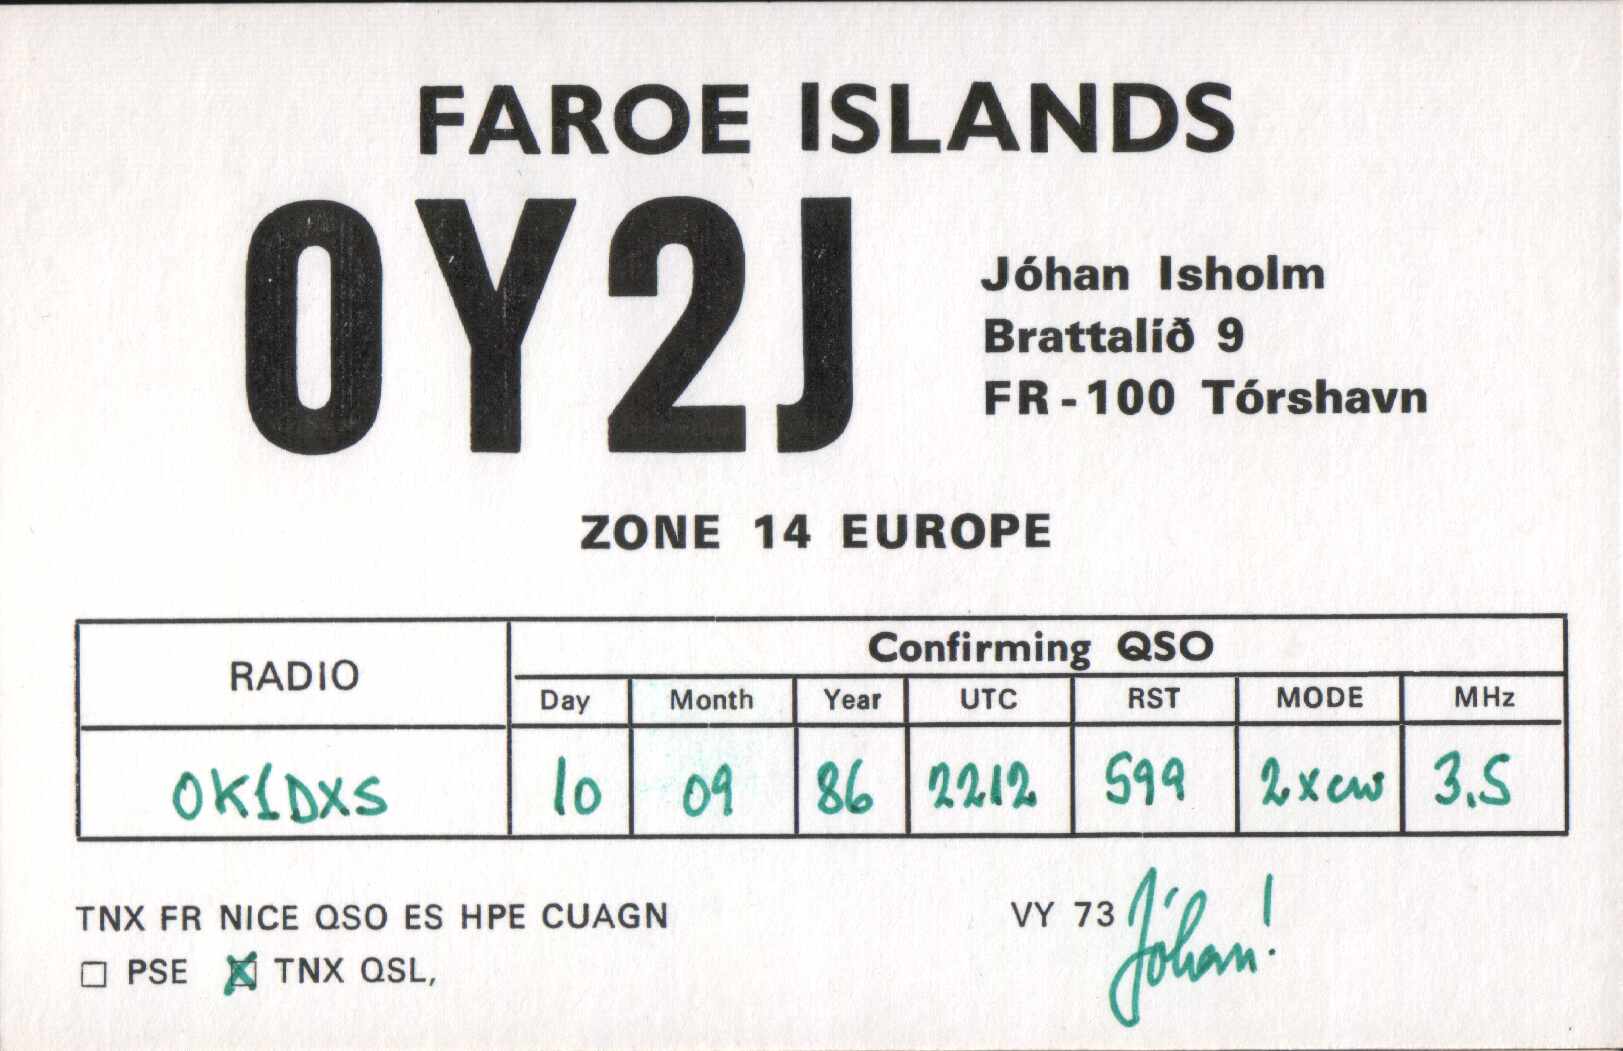 FAROE ISLANDS
OY2J
Jóhan Isholm
Brattalíð 9
FR-100 Tórshavn
ZONE 14 EUROPE
RADIO
Confirming QSO
Day Month Year UTC RST MODE MHz
OK1DXS 10 09 86 2212 599 2xcw 3.5
TNX FR NICE QSO ES HPE CUAGN
VY 73 Jóhan!
PSE TNX QSL,